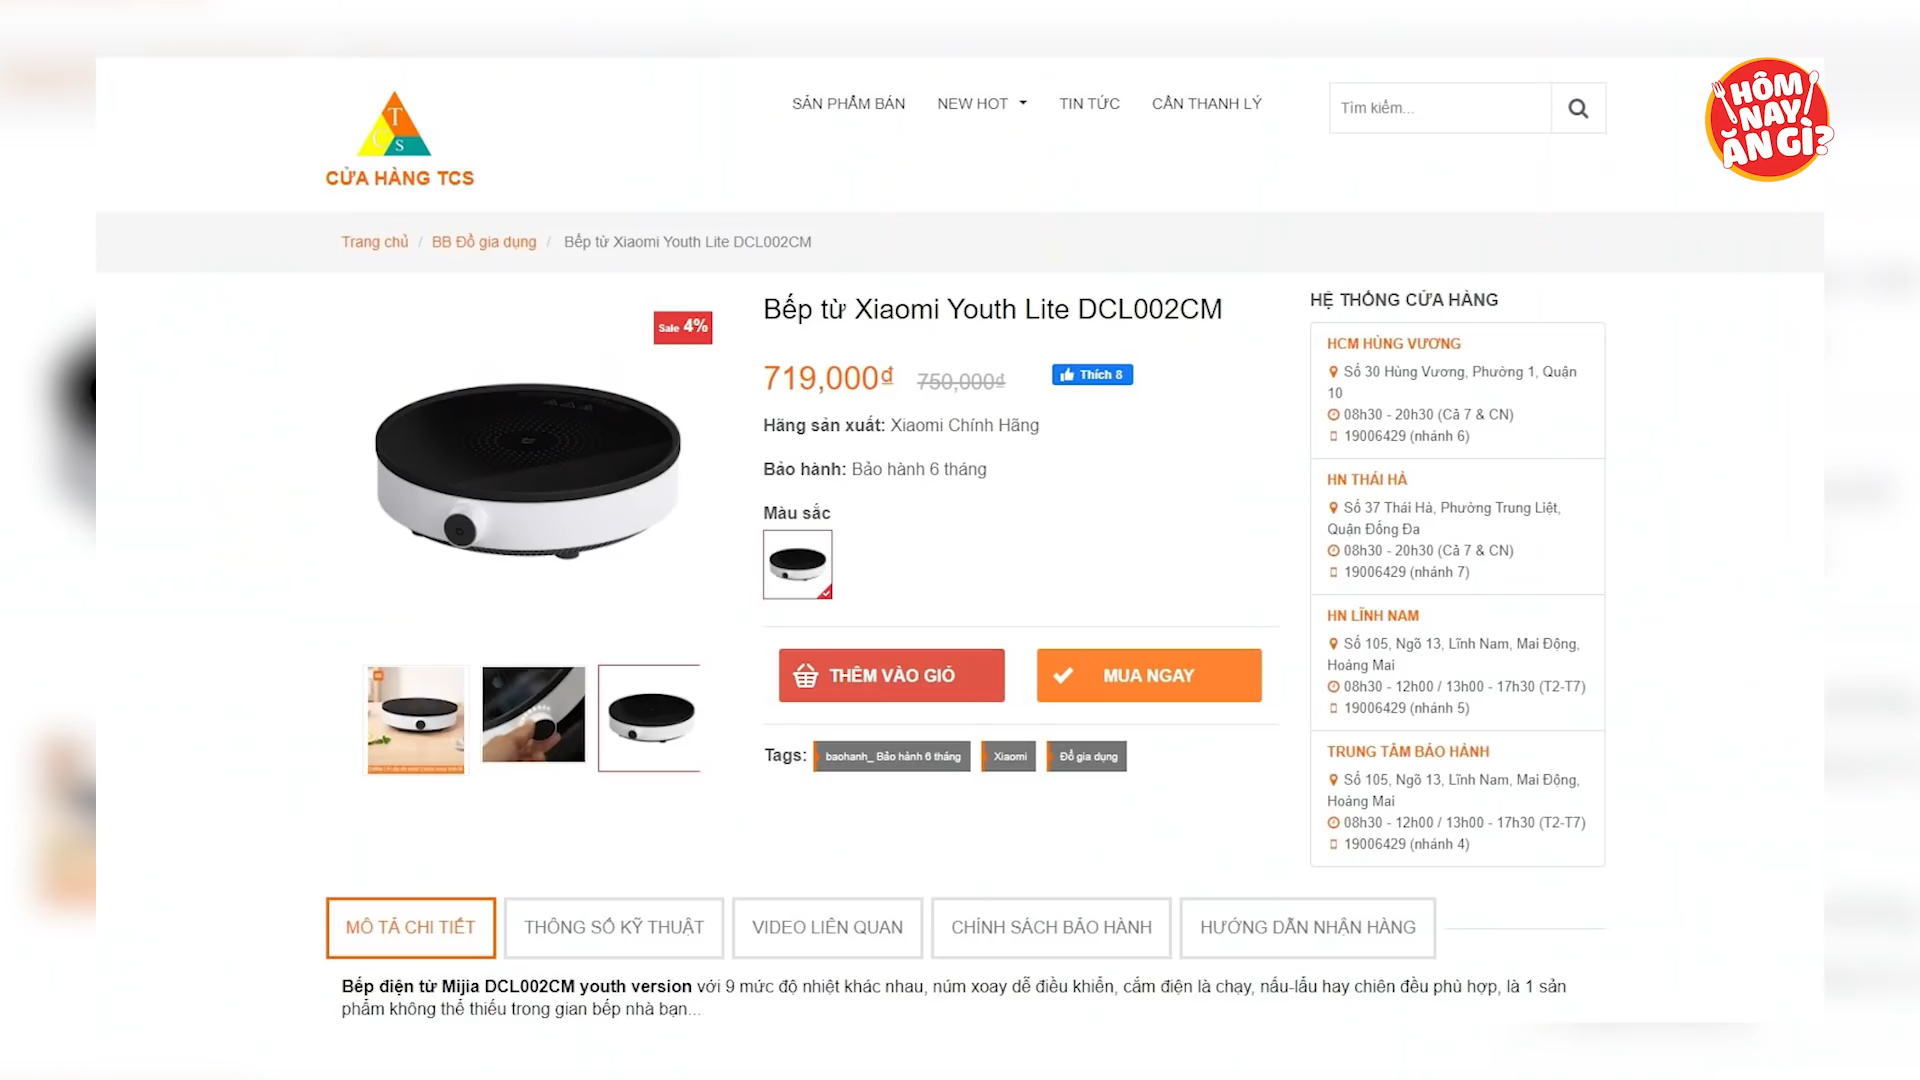 T
C S
CỬA HÀNG TCS
SẢN PHẨM BÁN
NEW HOT
TIN TỨC
CẦN THANH LÝ
Tìm kiếm...
HÔM
NAY
ĂN GÌ?
Trang chủ / BB Đồ gia dụng / Bếp từ Xiaomi Youth Lite DCL002CM
Sale 4%
Bếp từ Xiaomi Youth Lite DCL002CM
719,000₫ 750,000₫
Thích 8
Hãng sản xuất: Xiaomi Chính Hãng
Bảo hành: Bảo hành 6 tháng
Màu sắc
THÊM VÀO GIỎ
MUA NGAY
Tags: baohanh_ Bảo hành 6 tháng Xiaomi Đồ gia dụng
HỆ THỐNG CỬA HÀNG
HCM HÙNG VƯƠNG
Số 30 Hùng Vương, Phường 1, Quận
10
08h30 - 20h30 (Cả 7 & CN)
19006429 (nhánh 6)
HN THÁI HÀ
Số 37 Thái Hà, Phường Trung Liệt,
Quận Đống Đa
08h30 - 20h30 (Cả 7 & CN)
19006429 (nhánh 7)
HN LĨNH NAM
Số 105, Ngõ 13, Lĩnh Nam, Mai Động,
Hoàng Mai
08h30 - 12h00 / 13h00 - 17h30 (T2-T7)
19006429 (nhánh 5)
TRUNG TÂM BẢO HÀNH
Số 105, Ngõ 13, Lĩnh Nam, Mai Động,
Hoàng Mai
08h30 - 12h00 / 13h00 - 17h30 (T2-T7)
19006429 (nhánh 4)
MÔ TẢ CHI TIẾT
THÔNG SỐ KỸ THUẬT
VIDEO LIÊN QUAN
CHÍNH SÁCH BẢO HÀNH
HƯỚNG DẪN NHẬN HÀNG
Bếp điện từ Mijia DCL002CM youth version với 9 mức độ nhiệt khác nhau, núm xoay dễ điều khiển, cắm điện là chạy, nấu-lẩu hay chiên đều phù hợp, là 1 sản
phẩm không thể thiếu trong gian bếp nhà bạn...